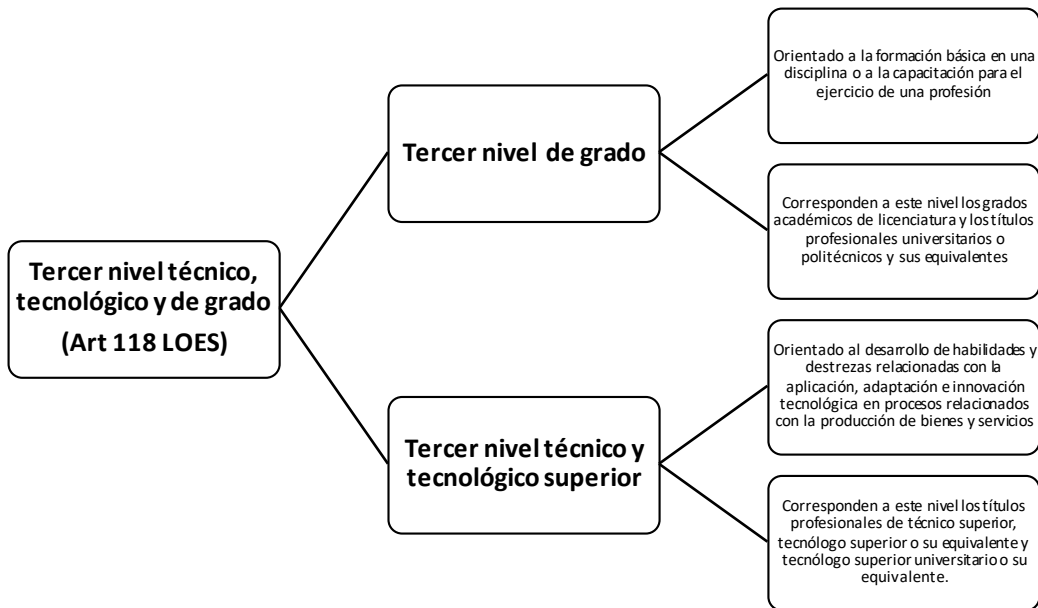 Tercer nivel técnico,
tecnológico y de grado
(Art 118 LOES)
Tercer nivel de grado
Orientado a la formación básica en una
disciplina o a la capacitación para el
ejercicio de una profesión
Corresponden a este nivel los grados
académicos de licenciatura y los títulos
profesionales universitarios o
politécnicos y sus equivalentes
Tercer nivel técnico y
tecnológico superior
Orientado al desarrollo de habilidades y
destrezas relacionadas con la
aplicación, adaptación e innovación
tecnológica en procesos relacionados
con la producción de bienes y servicios
Corresponden a este nivel los títulos
profesionales de técnico superior,
tecnólogo superior o su equivalente y
tecnólogo superior universitario o su
equivalente.